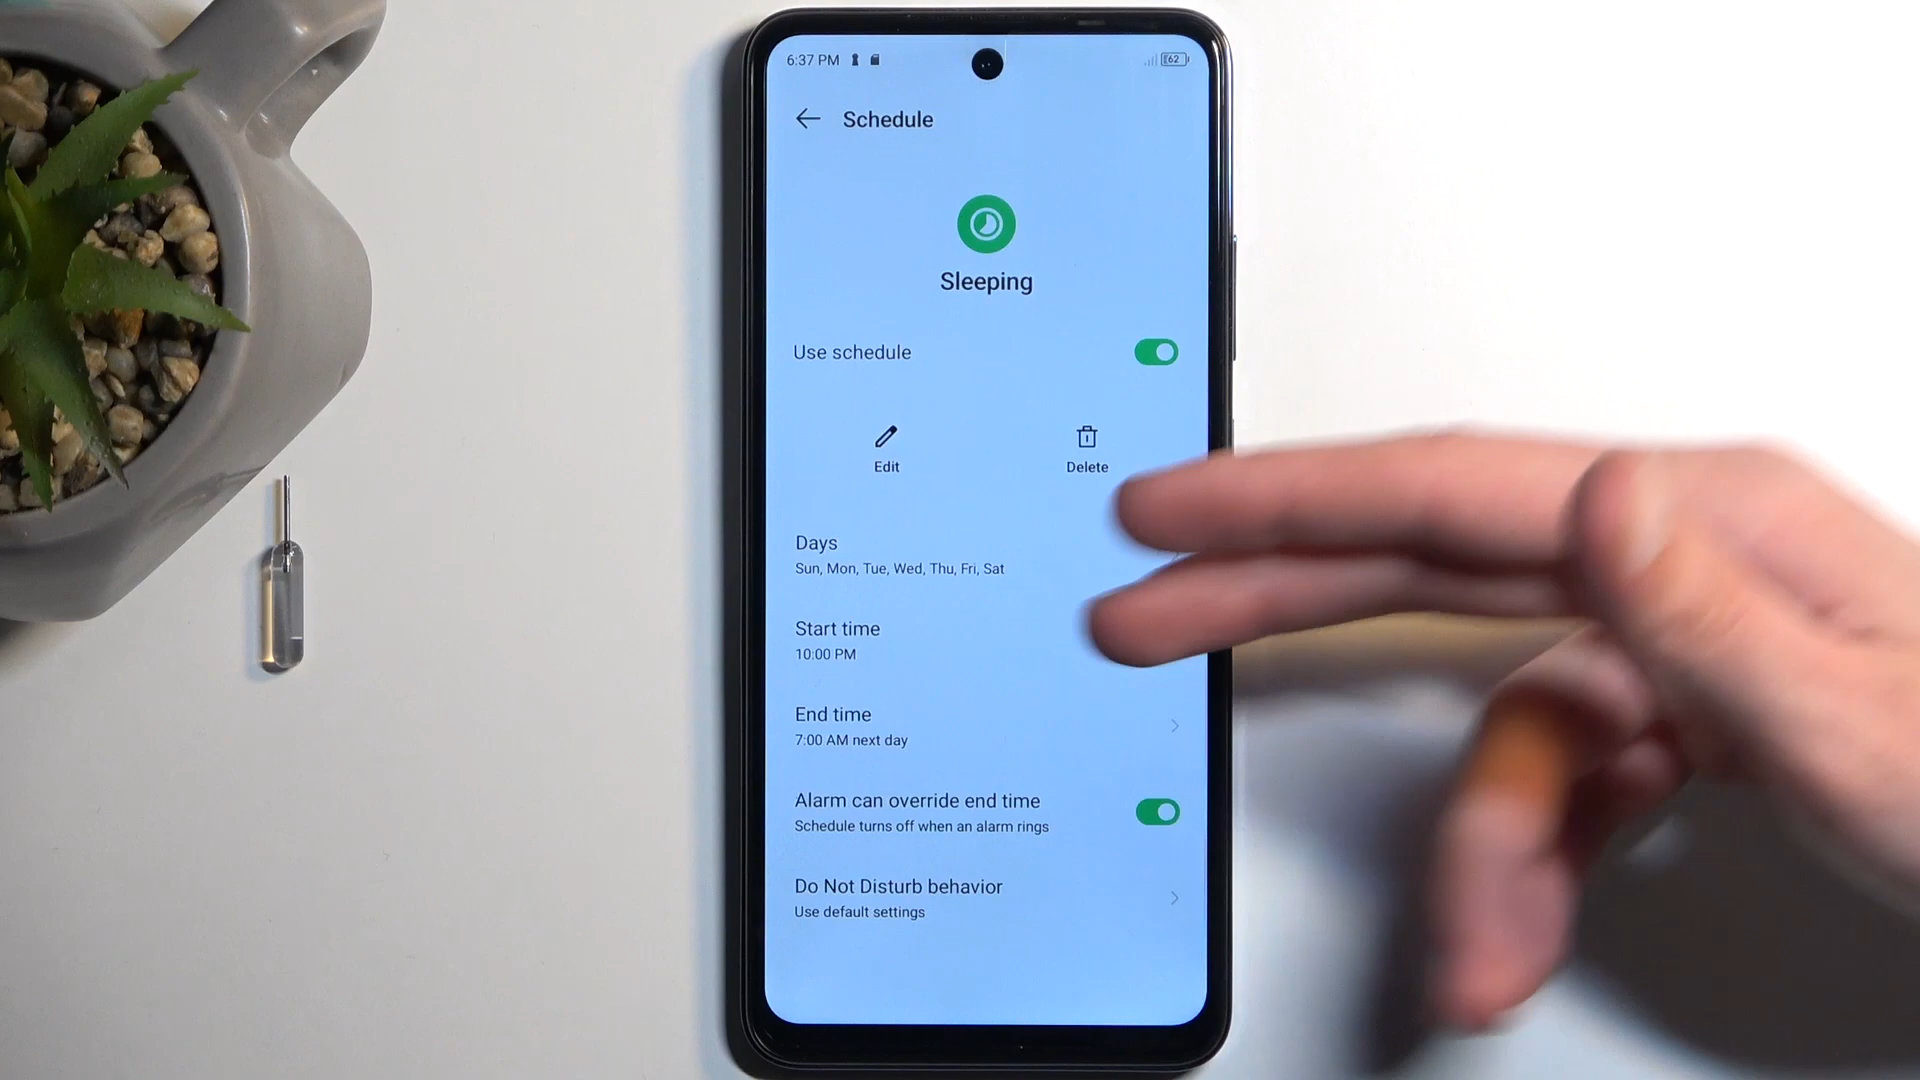 6:37 PM
62
Schedule
Sleeping
Use schedule
Edit
Delete
Days
Sun, Mon, Tue, Wed, Thu, Fri, Sat
Start time
10:00 PM
End time
7:00 AM next day
Alarm can override end time
Schedule turns off when an alarm rings
Do Not Disturb behavior
Use default settings